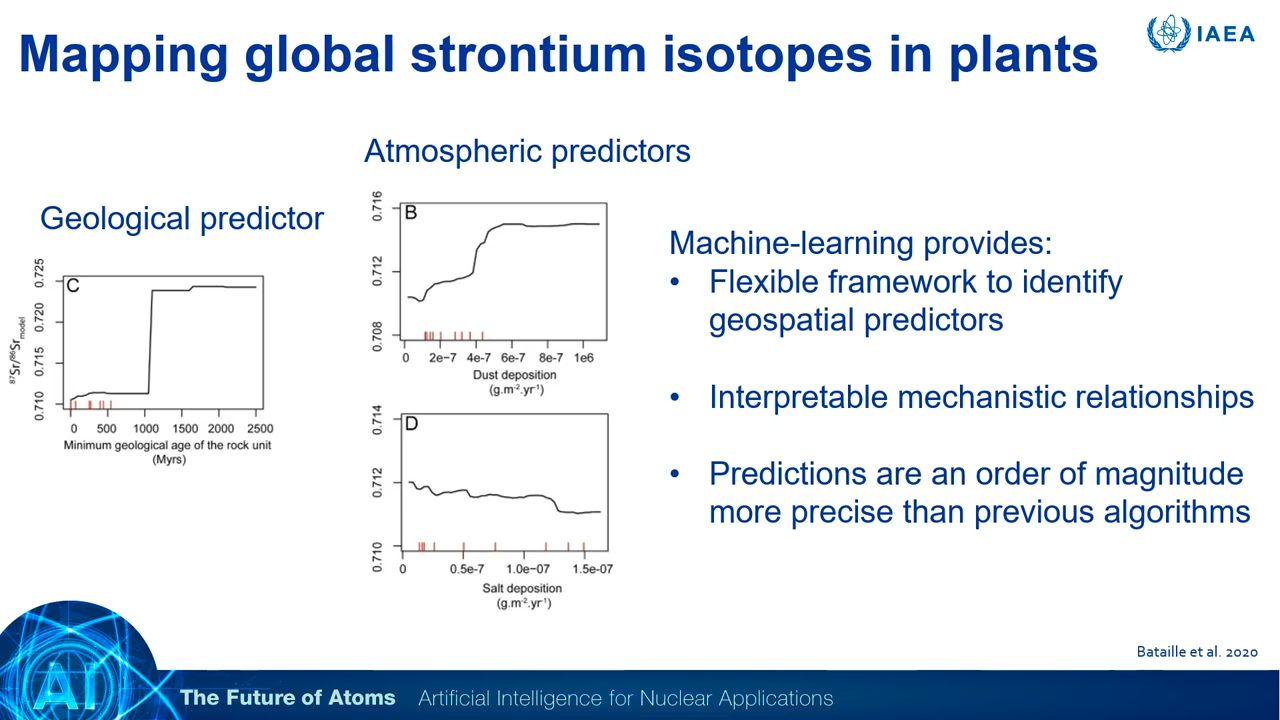 Mapping global strontium isotopes in plants
IAEA
Atmospheric predictors
Geological predictor
C
0.725
0.720
0.715
0.710
⁸⁷Sr/⁸⁶Sr model
0 500 1000 1500 2000 2500
Minimum geological age of the rock unit
(Myrs)
B
0.716
0.712
0.708
0 2e-7 4e-7 6e-7 8e-7 1e6
Dust deposition
(g.m⁻².yr⁻¹)
D
0.714
0.712
0.710
0 0.5e-7 1.0e−07 1.5e-07
Salt deposition
(g.m⁻².yr⁻¹)
Machine-learning provides:
• Flexible framework to identify
geospatial predictors
• Interpretable mechanistic relationships
• Predictions are an order of magnitude
more precise than previous algorithms
Bataille et al. 2020
AI
The Future of Atoms Artificial Intelligence for Nuclear Applications